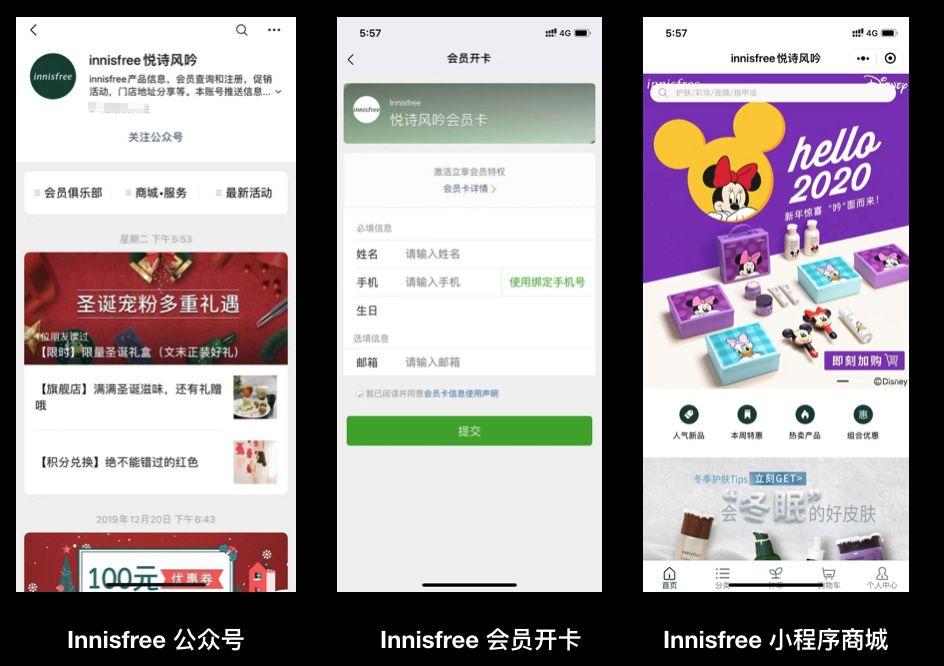 innisfree悦诗风吟
innisfree
innisfree产品信息，会员查询和注册，促销
活动，门店地址分享等。本账号推送信息...
关注公众号
会员俱乐部
商城•服务
最新活动
星期二 下午5:53
圣诞宠粉多重礼遇
1位朋友读过
【限时】限量圣诞礼盒（文末正装好礼）
【旗舰店】满满圣诞滋味，还有礼赠
哦
【积分兑换】绝不能错过的红色
2019年12月20日 下午6:43
100元 优惠券
Innisfree 公众号
5:57
4G
会员开卡
innisfree
Innisfree
悦诗风吟会员卡
激活立享会员特权
会员卡详情
必填信息
姓名 请输入姓名
手机 请输入手机 使用绑定手机号
生日
选填信息
邮箱 请输入邮箱
我已阅读并同意会员卡信息使用声明
提交
Innisfree 会员开卡
5:57
4G
innisfree悦诗风吟
innisfree
Disney
护肤/彩妆/面膜/指甲油
hello
2020
新年惊喜 "吟"面而来!
即刻加购
©Disney
人气新品
本周特惠
热卖产品
惠
组合优惠
冬季护肤Tips 立刻GET>
会"冬眠"的好皮肤
innisfree
首页
分类
购物车
个人中心
Innisfree 小程序商城